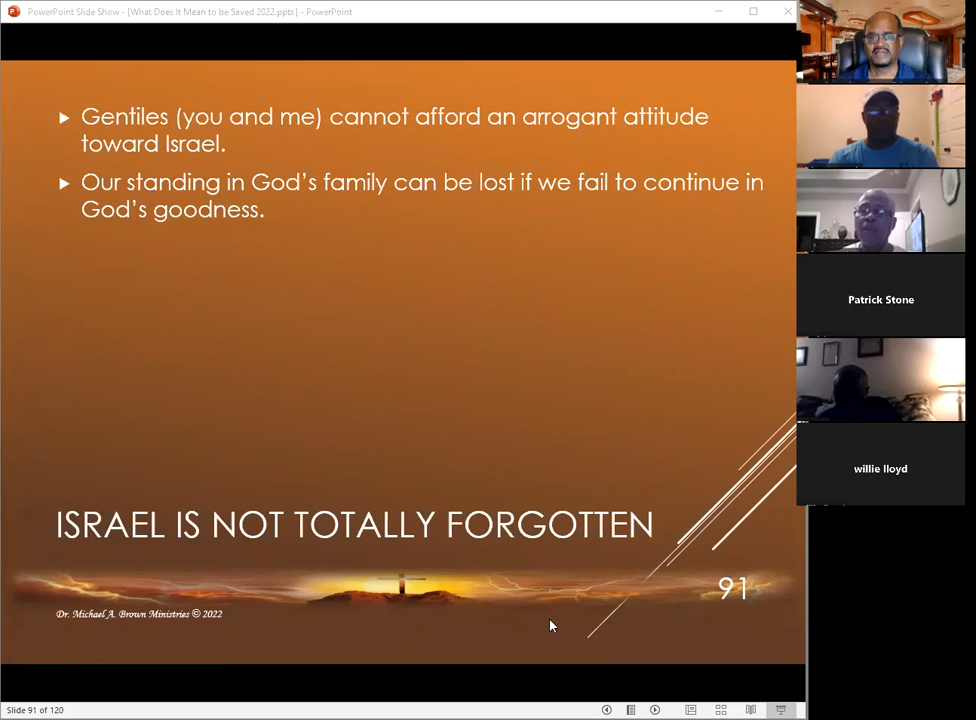 PowerPoint Slide Show - [What Does It Mean to be Saved 2022.ppb:] - PowerPoint
Gentiles (you and me) cannot afford an arrogant attitude
toward Israel.
Our standing in God's family can be lost if we fail to continue in
God's goodness.
ISRAEL IS NOT TOTALLY FORGOTTEN
91
Dr. Michael A. Brown Ministries © 2022
Slide 91 of 120
Patrick Stone
willie lloyd